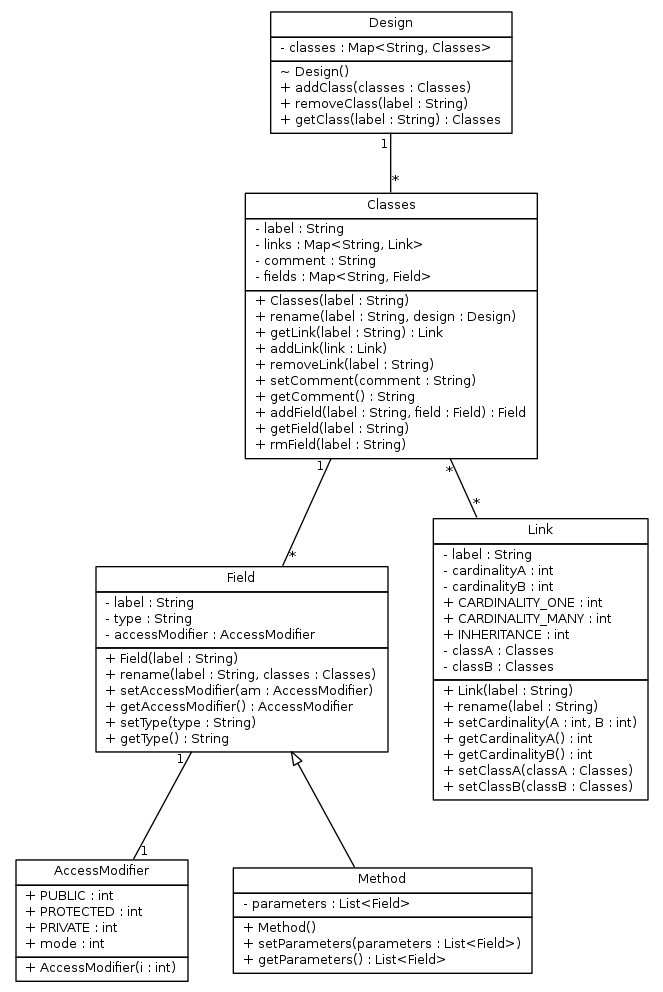 Design
- classes : Map<String, Classes>
~ Design()
+ addClass(classes : Classes)
+ removeClass(label : String)
+ getClass(label : String) : Classes
1
*
Classes
- label : String
- links : Map<String, Link>
- comment : String
- fields : Map<String, Field>
+ Classes(label : String)
+ rename(label : String, design : Design)
+ getLink(label : String) : Link
+ addLink(link : Link)
+ removeLink(label : String)
+ setComment(comment : String)
+ getComment() : String
+ addField(label : String, field : Field) : Field
+ getField(label : String)
+ rmField(label : String)
1
*
*
*
Link
- label : String
- cardinalityA : int
- cardinalityB : int
+ CARDINALITY_ONE : int
+ CARDINALITY_MANY : int
+ INHERITANCE : int
- classA : Classes
- classB : Classes
+ Link(label : String)
+ rename(label : String)
+ setCardinality(A : int, B : int)
+ getCardinalityA() : int
+ getCardinalityB() : int
+ setClassA(classA : Classes)
+ setClassB(classB : Classes)
Field
- label : String
- type : String
- accessModifier : AccessModifier
+ Field(label : String)
+ rename(label : String, classes : Classes)
+ setAccessModifier(am : AccessModifier)
+ getAccessModifier() : AccessModifier
+ setType(type : String)
+ getType() : String
1
1
AccessModifier
+ PUBLIC : int
+ PROTECTED : int
+ PRIVATE : int
+ mode : int
+ AccessModifier(i : int)
Method
- parameters : List<Field>
+ Method()
+ setParameters(parameters : List<Field>)
+ getParameters() : List<Field>